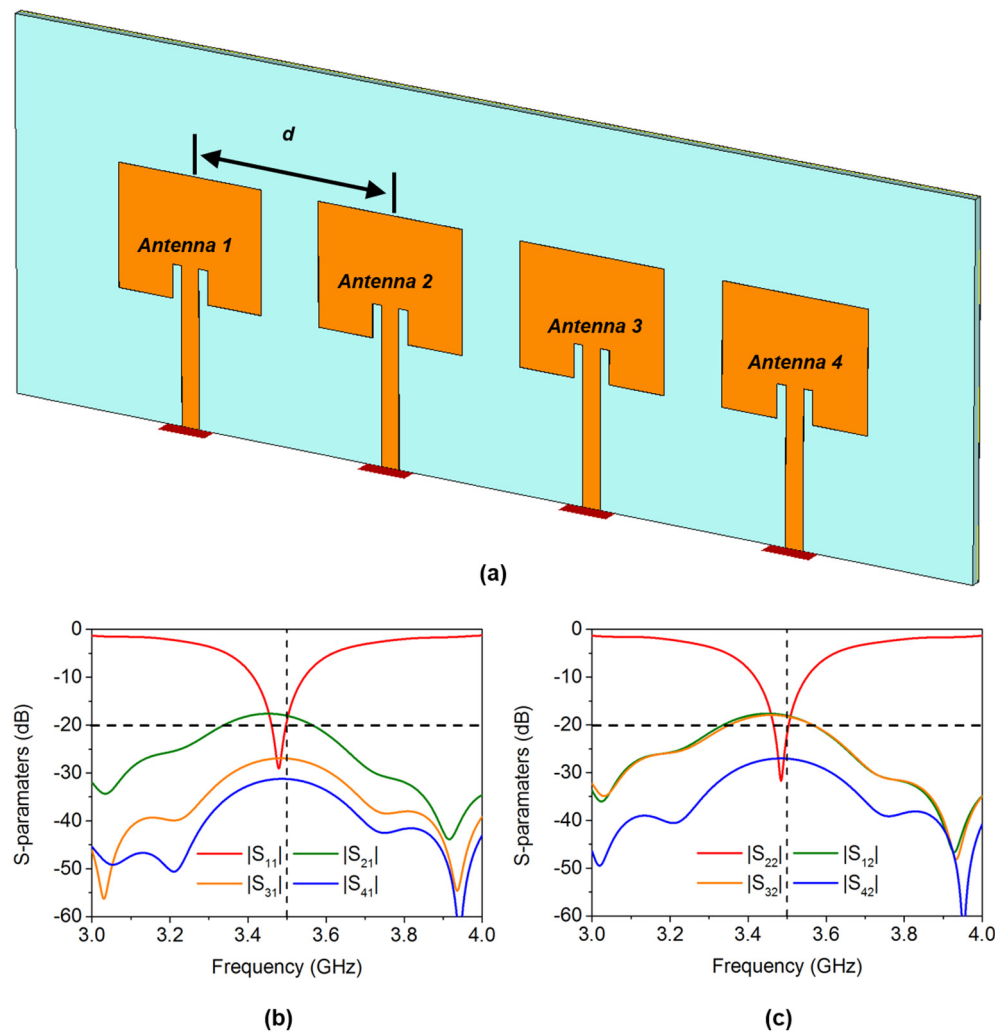 d
Antenna 1
Antenna 2
Antenna 3
Antenna 4
(a)
S-paramaters (dB)
0
-10
-20
-30
-40
-50
-60
|S11| |S21|
|S31| |S41|
3.0 3.2 3.4 3.6 3.8 4.0
Frequency (GHz)
(b)
S-paramaters (dB)
0
-10
-20
-30
-40
-50
-60
|S22| |S12|
|S32| |S42|
3.0 3.2 3.4 3.6 3.8 4.0
Frequency (GHz)
(c)